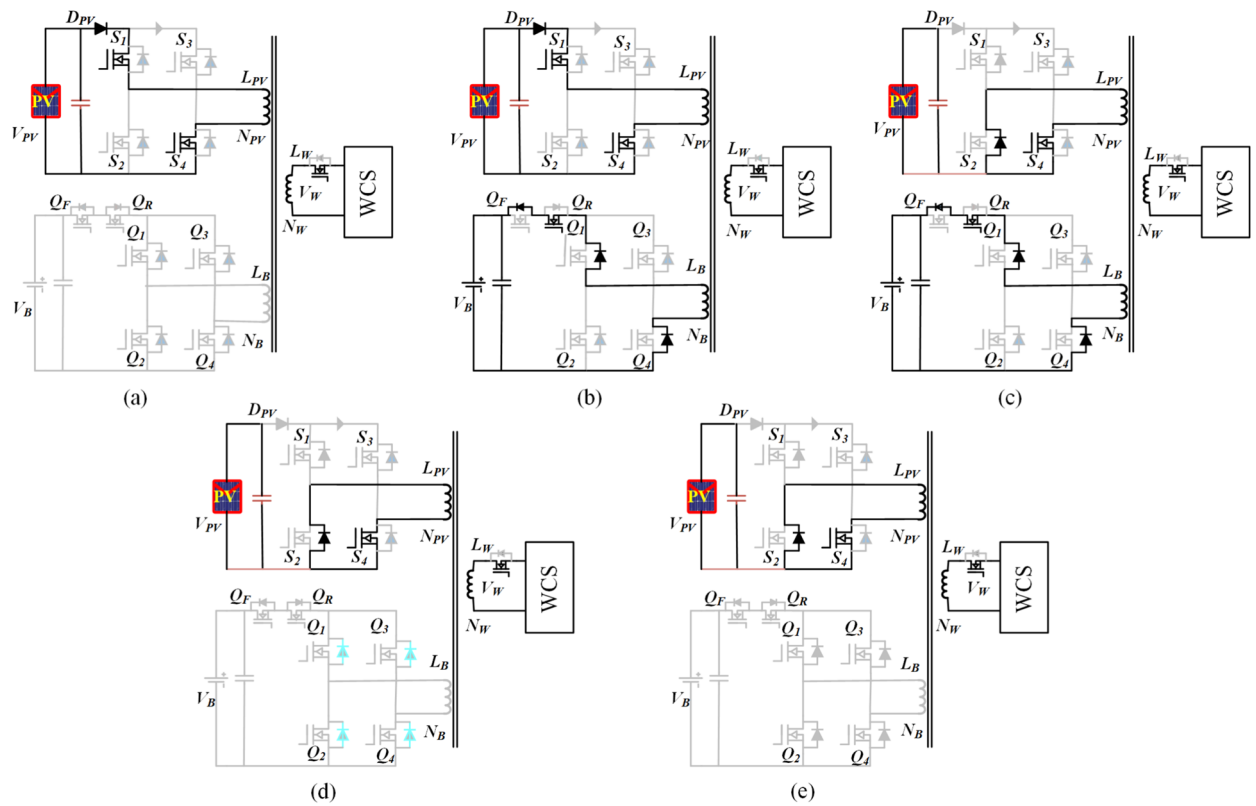 D_PV
S_1
S_3
L_PV
PV
V_PV
N_PV
S_2
S_4
L_W
V_W
WCS
N_W
Q_F
Q_R
Q_1
Q_3
L_B
V_B
N_B
Q_2
Q_4
(a)
D_PV
S_1
S_3
L_PV
PV
V_PV
N_PV
S_2
S_4
L_W
V_W
WCS
N_W
Q_F
Q_R
Q_1
Q_3
L_B
V_B
N_B
Q_2
Q_4
(b)
D_PV
S_1
S_3
L_PV
PV
V_PV
N_PV
S_2
S_4
L_W
V_W
WCS
N_W
Q_F
Q_R
Q_1
Q_3
L_B
V_B
N_B
Q_2
Q_4
(c)
D_PV
S_1
S_3
L_PV
PV
V_PV
N_PV
S_2
S_4
L_W
V_W
WCS
N_W
Q_F
Q_R
Q_1
Q_3
L_B
V_B
N_B
Q_2
Q_4
(d)
D_PV
S_1
S_3
L_PV
PV
V_PV
N_PV
S_2
S_4
L_W
V_W
WCS
N_W
Q_F
Q_R
Q_1
Q_3
L_B
V_B
N_B
Q_2
Q_4
(e)